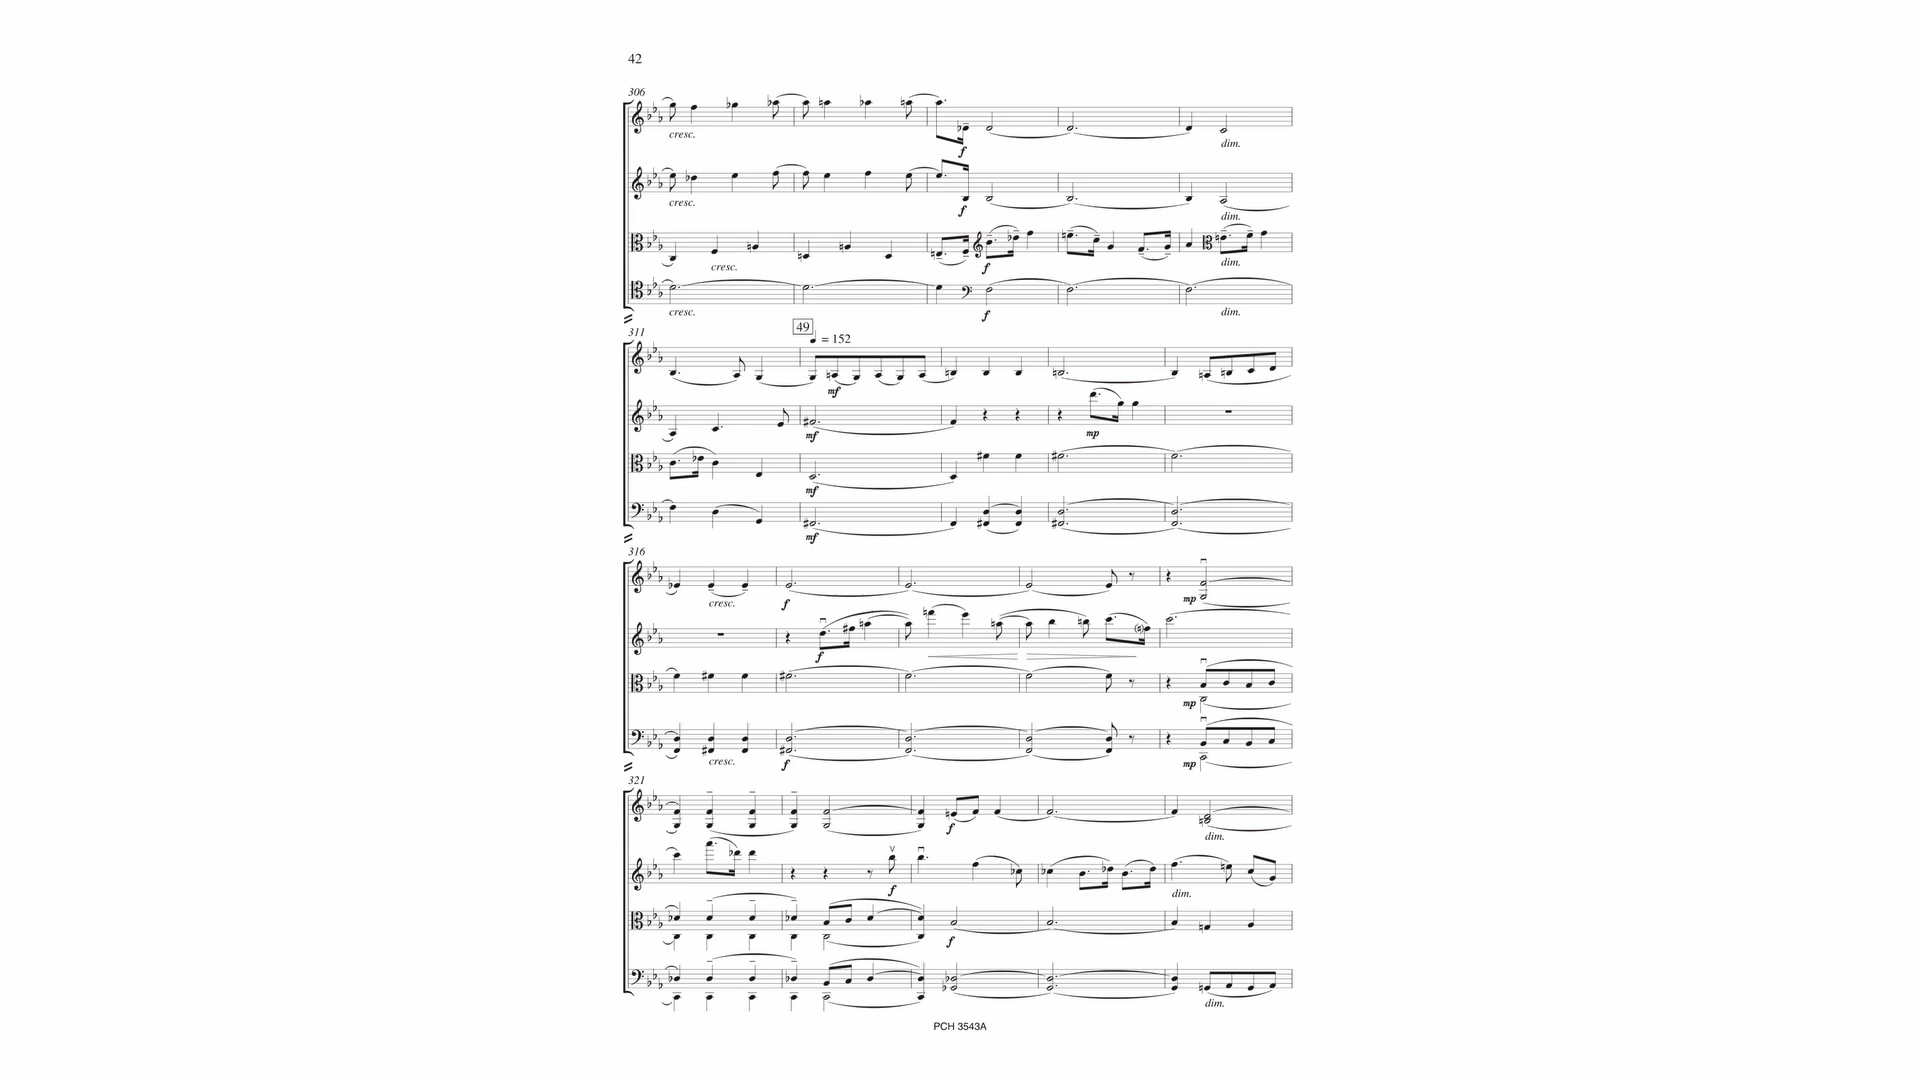 42
306
cresc.
f
dim.
cresc.
f
dim.
cresc.
f
dim.
cresc.
f
dim.
311
49
= 152
mf
mf
mp
mf
mf
316
cresc.
f
mp
f
mp
cresc.
f
mp
321
f
dim.
f
dim.
f
dim.
PCH 3543A